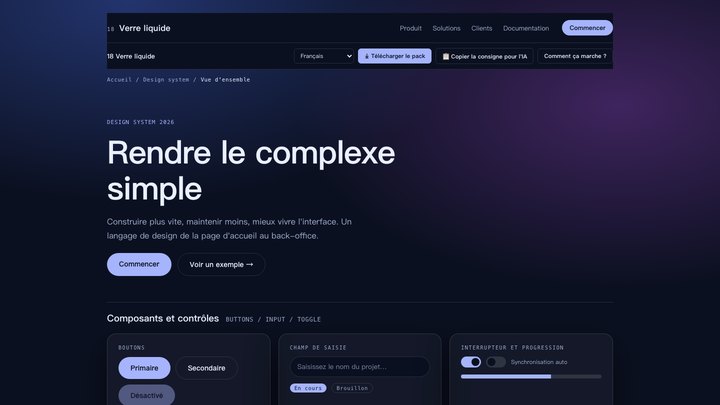 18 Verre liquide
Produit Solutions Clients Documentation Commencer
18 Verre liquide
Français
⤓ Télécharger le pack
📋 Copier la consigne pour l'IA
Comment ça marche ?
Accueil / Design system / Vue d'ensemble
DESIGN SYSTEM 2026
Rendre le complexe
simple
Construire plus vite, maintenir moins, mieux vivre l'interface. Un
langage de design de la page d'accueil au back-office.
Commencer
Voir un exemple →
Composants et contrôles BUTTONS / INPUT / TOGGLE
BOUTONS
Primaire
Secondaire
Désactivé
CHAMP DE SAISIE
Saisissez le nom du projet…
En cours
Brouillon
INTERRUPTEUR ET PROGRESSION
Synchronisation auto